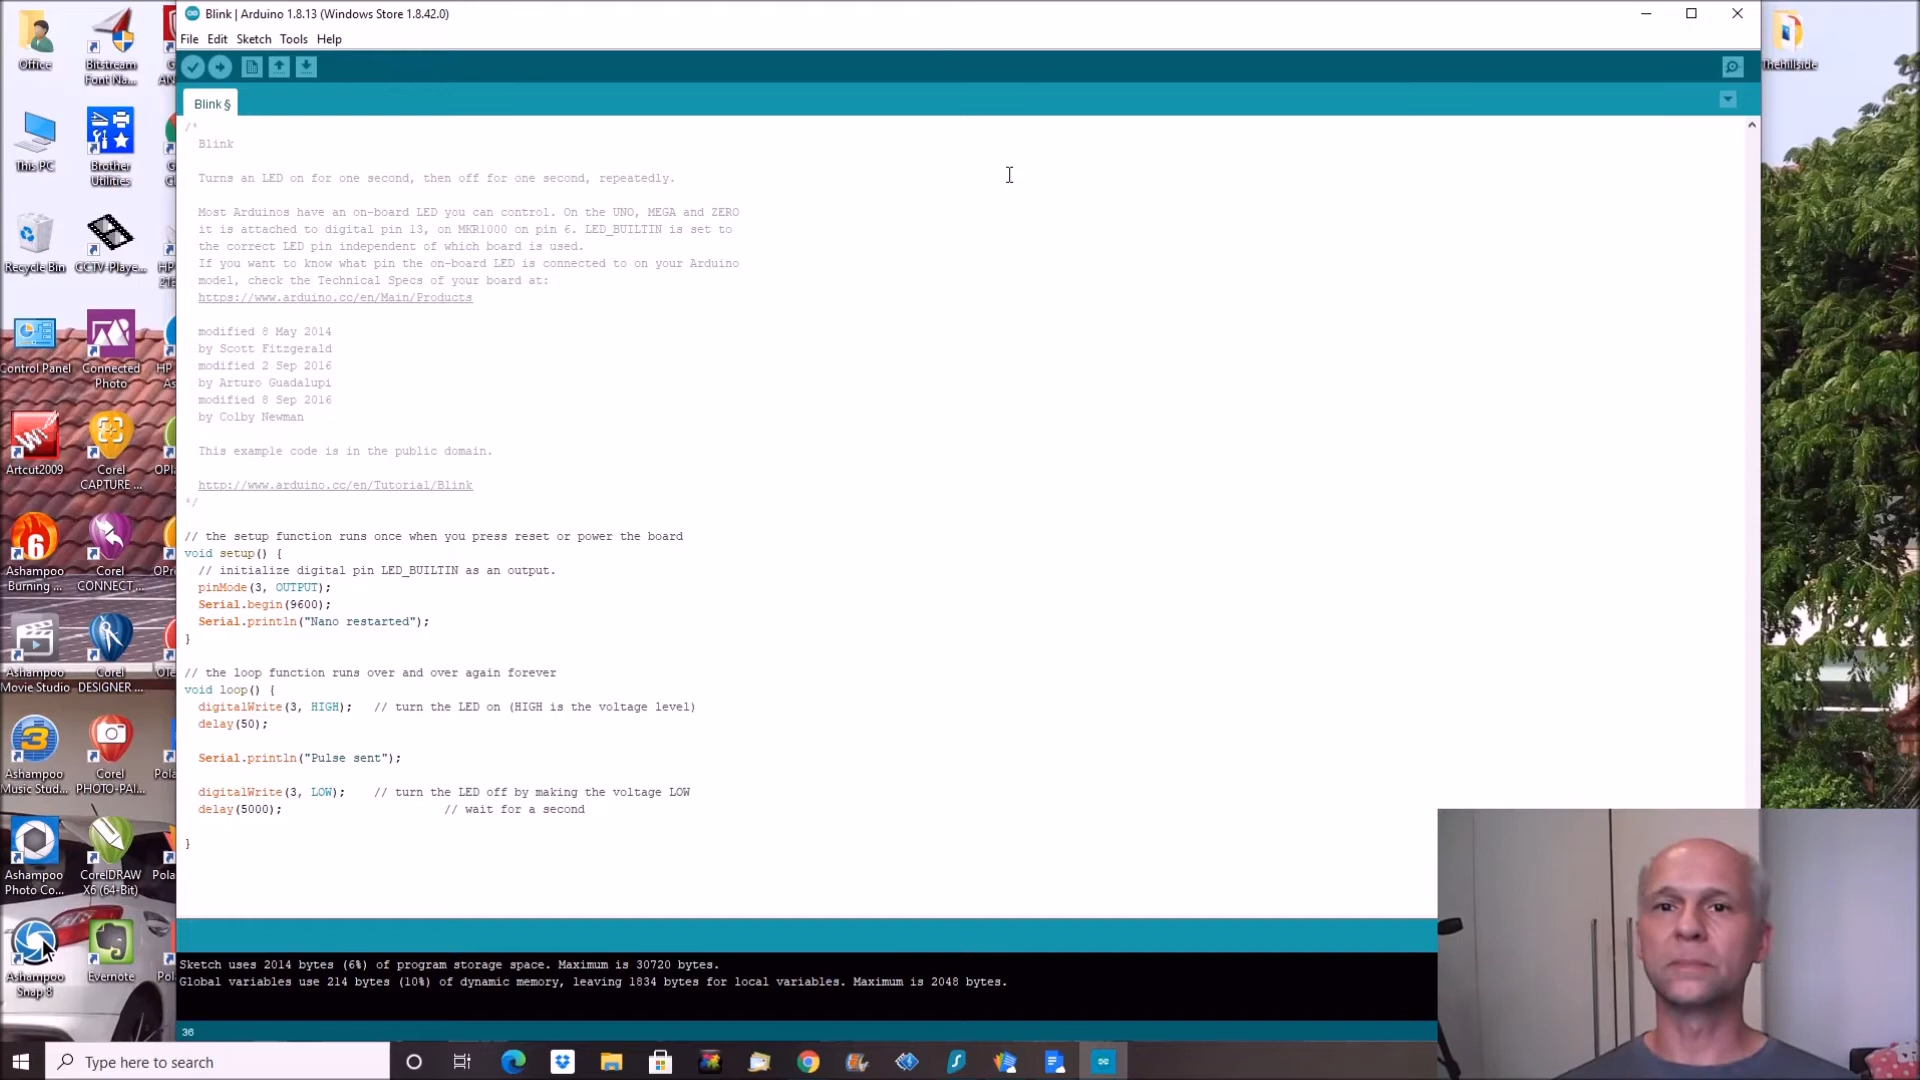 Blink | Arduino 1.8.13 (Windows Store 1.8.42.0)
File Edit Sketch Tools Help
Blink §
/*
Blink
Turns an LED on for one second, then off for one second, repeatedly.
Most Arduinos have an on-board LED you can control. On the UNO, MEGA and ZERO
it is attached to digital pin 13, on MKR1000 on pin 6. LED_BUILTIN is set to
the correct LED pin independent of which board is used.
If you want to know what pin the on-board LED is connected to on your Arduino
model, check the Technical Specs of your board at:
https://www.arduino.cc/en/Main/Products
modified 8 May 2014
by Scott Fitzgerald
modified 2 Sep 2016
by Arturo Guadalupi
modified 8 Sep 2016
by Colby Newman
This example code is in the public domain.
http://www.arduino.cc/en/Tutorial/Blink
*/
// the setup function runs once when you press reset or power the board
void setup() {
// initialize digital pin LED_BUILTIN as an output.
pinMode(3, OUTPUT);
Serial.begin(9600);
Serial.println("Nano restarted");
}
// the loop function runs over and over again forever
void loop() {
digitalWrite(3, HIGH);   // turn the LED on (HIGH is the voltage level)
delay(50);
Serial.println("Pulse sent");
digitalWrite(3, LOW);    // turn the LED off by making the voltage LOW
delay(5000);                       // wait for a second
}
Sketch uses 2014 bytes (6%) of program storage space. Maximum is 30720 bytes.
Global variables use 214 bytes (10%) of dynamic memory, leaving 1834 bytes for local variables. Maximum is 2048 bytes.
36
Office
Bitstream
Font Na...
This PC
Brother
Utilities
Recycle Bin
CCTV-Playe...
Control Panel
Connected
Photo
Artcut2009
Corel
CAPTURE ...
Ashampoo
Burning ...
Corel
CONNECT...
Ashampoo
Movie Studio
Corel
DESIGNER ...
Ashampoo
Music Stud...
Corel
PHOTO-PAI...
Ashampoo
Photo Co...
CorelDRAW
X6 (64-Bit)
Ashampoo
Snap 8
Evernote
Thehillside
Type here to search